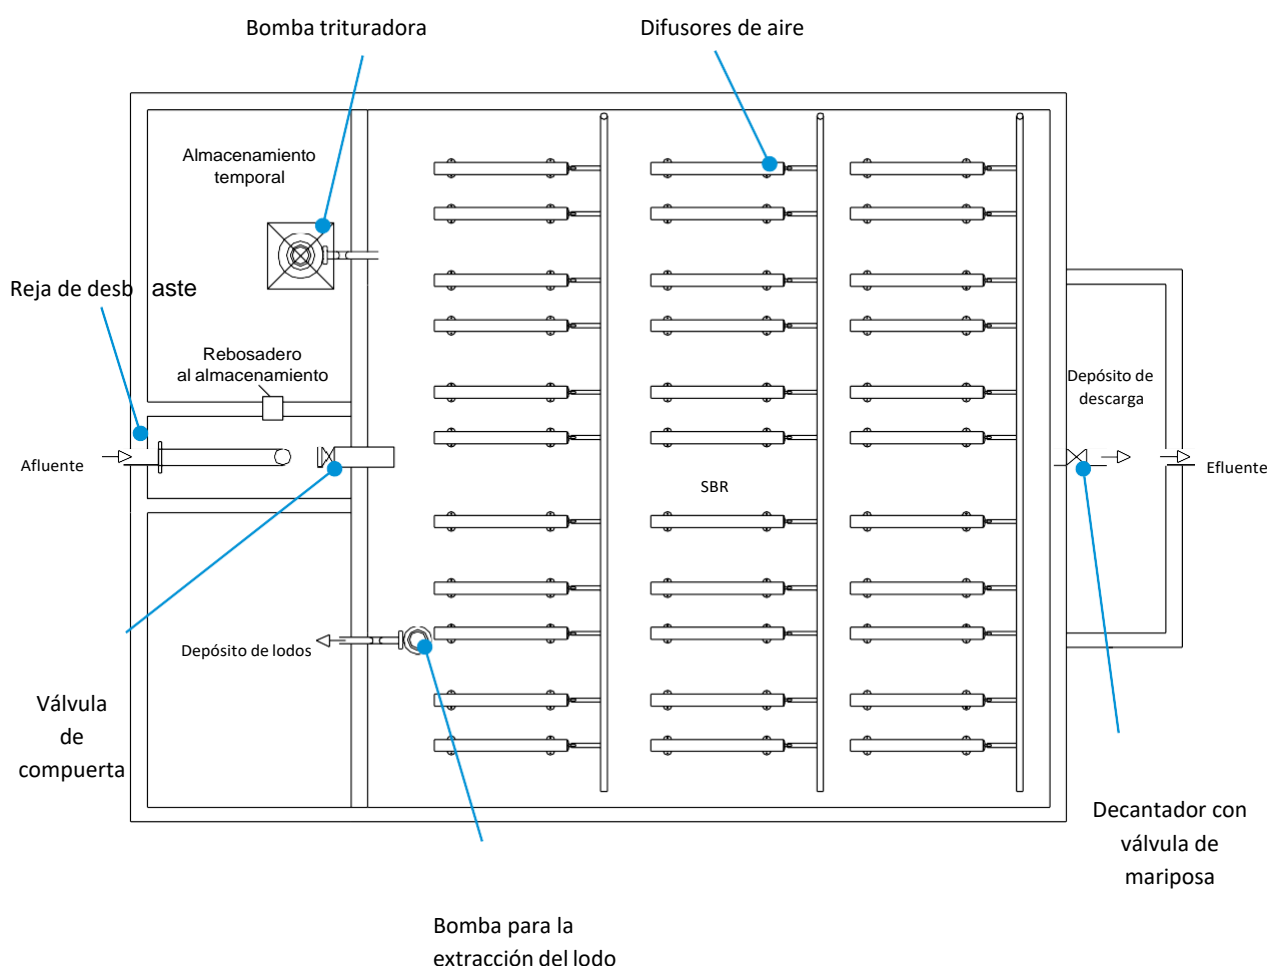 Bomba trituradora
Difusores de aire
Almacenamiento
temporal
Reja de desb aste
Rebosadero
al almacenamiento
Depósito de
descarga
Afluente
Efluente
SBR
Depósito de lodos
Válvula
de
compuerta
Decantador con
válvula de
mariposa
Bomba para la
extracción del lodo